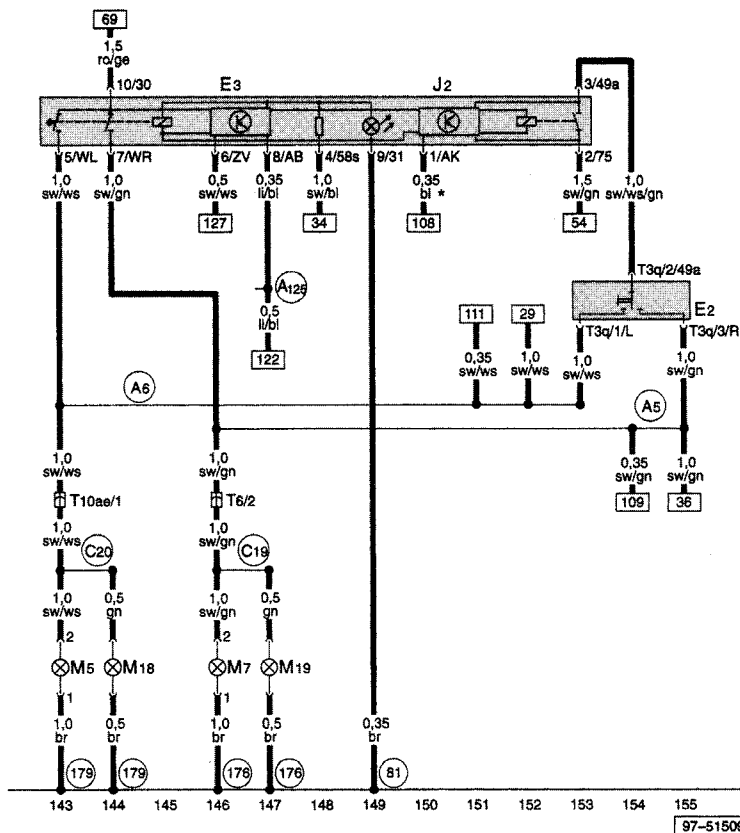 69
1,5
ro/ge
10/30
E3
J2
3/49a
5/WL
7/WR
6/ZV
8/AB
4/58s
9/31
1/AK
2/75
1,0
sw/ws
1,0
sw/gn
0,5
sw/ws
0,35
li/bl
1,0
sw/bl
0,35
bl *
1,5
sw/gn
1,0
sw/ws/gn
127
34
108
54
A125
T3q/2/49a
0,5
li/bl
E2
122
111
29
T3q/1/L
T3q/3/R
0,35
sw/ws
1,0
sw/ws
1,0
sw/ws
1,0
sw/gn
A6
A5
1,0
sw/ws
1,0
sw/gn
0,35
sw/gn
1,0
sw/gn
T10ae/1
T6/2
109
36
1,0
sw/ws
1,0
sw/gn
C20
C19
1,0
sw/ws
0,5
gn
1,0
sw/gn
0,5
gn
2
2
M5
M18
M7
M19
1
1
1,0
br
0,5
br
1,0
br
0,5
br
0,35
br
179
179
176
176
81
143 144 145 146 147 148 149 150 151 152 153 154 155
97-51509